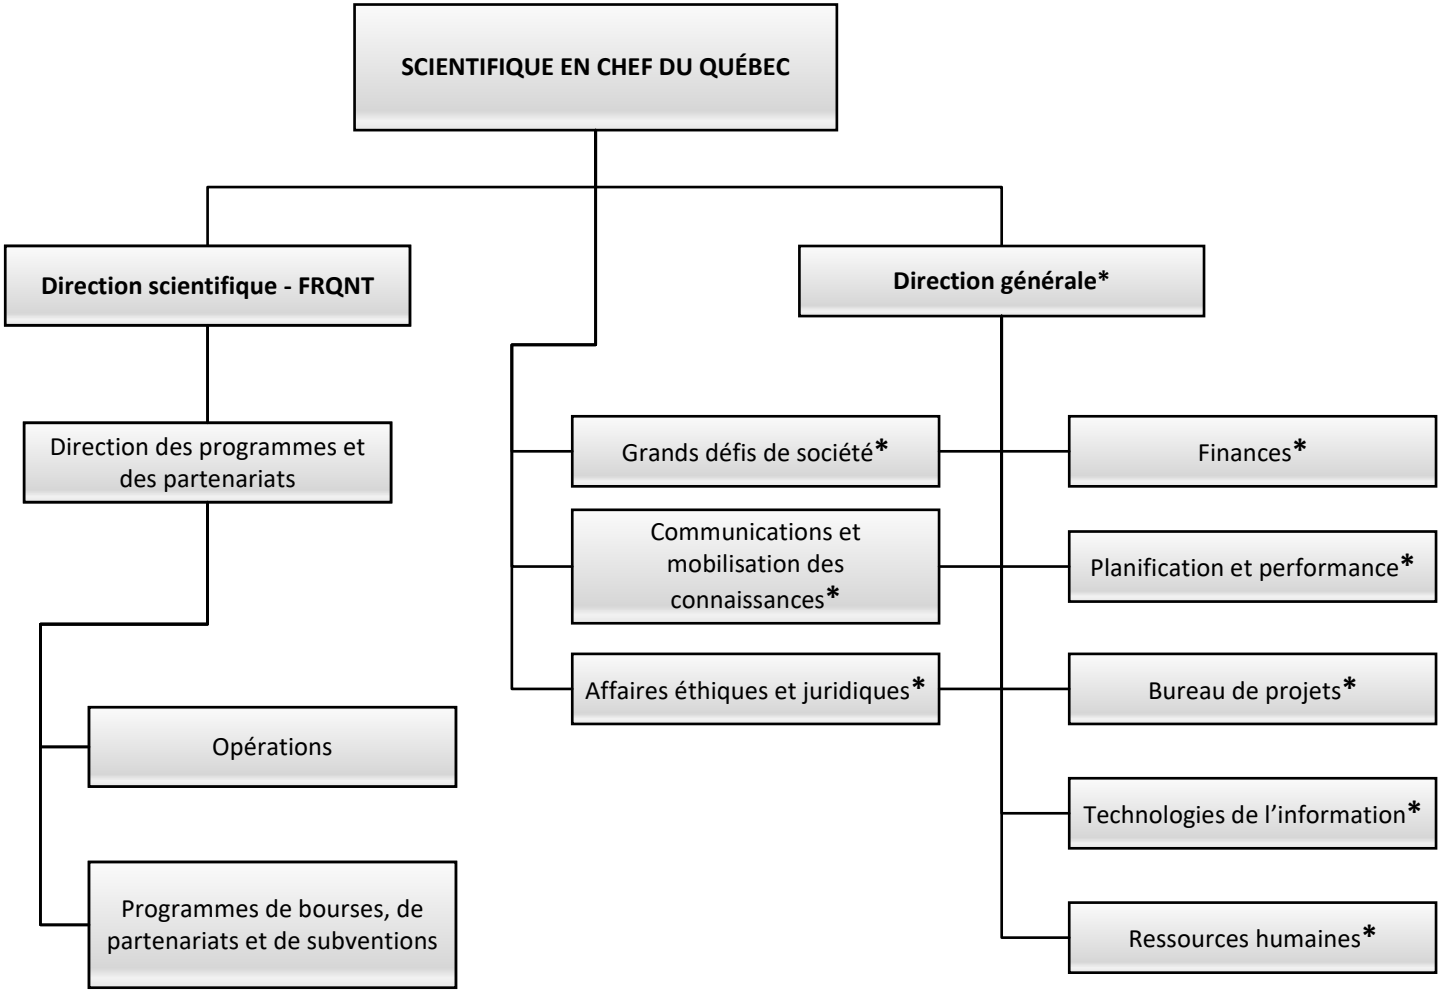 SCIENTIFIQUE EN CHEF DU QUÉBEC
Direction scientifique - FRQNT
Direction générale*
Direction des programmes et
des partenariats
Grands défis de société*
Finances*
Communications et
mobilisation des
connaissances*
Planification et performance*
Affaires éthiques et juridiques*
Bureau de projets*
Opérations
Technologies de l’information*
Programmes de bourses, de
partenariats et de subventions
Ressources humaines*